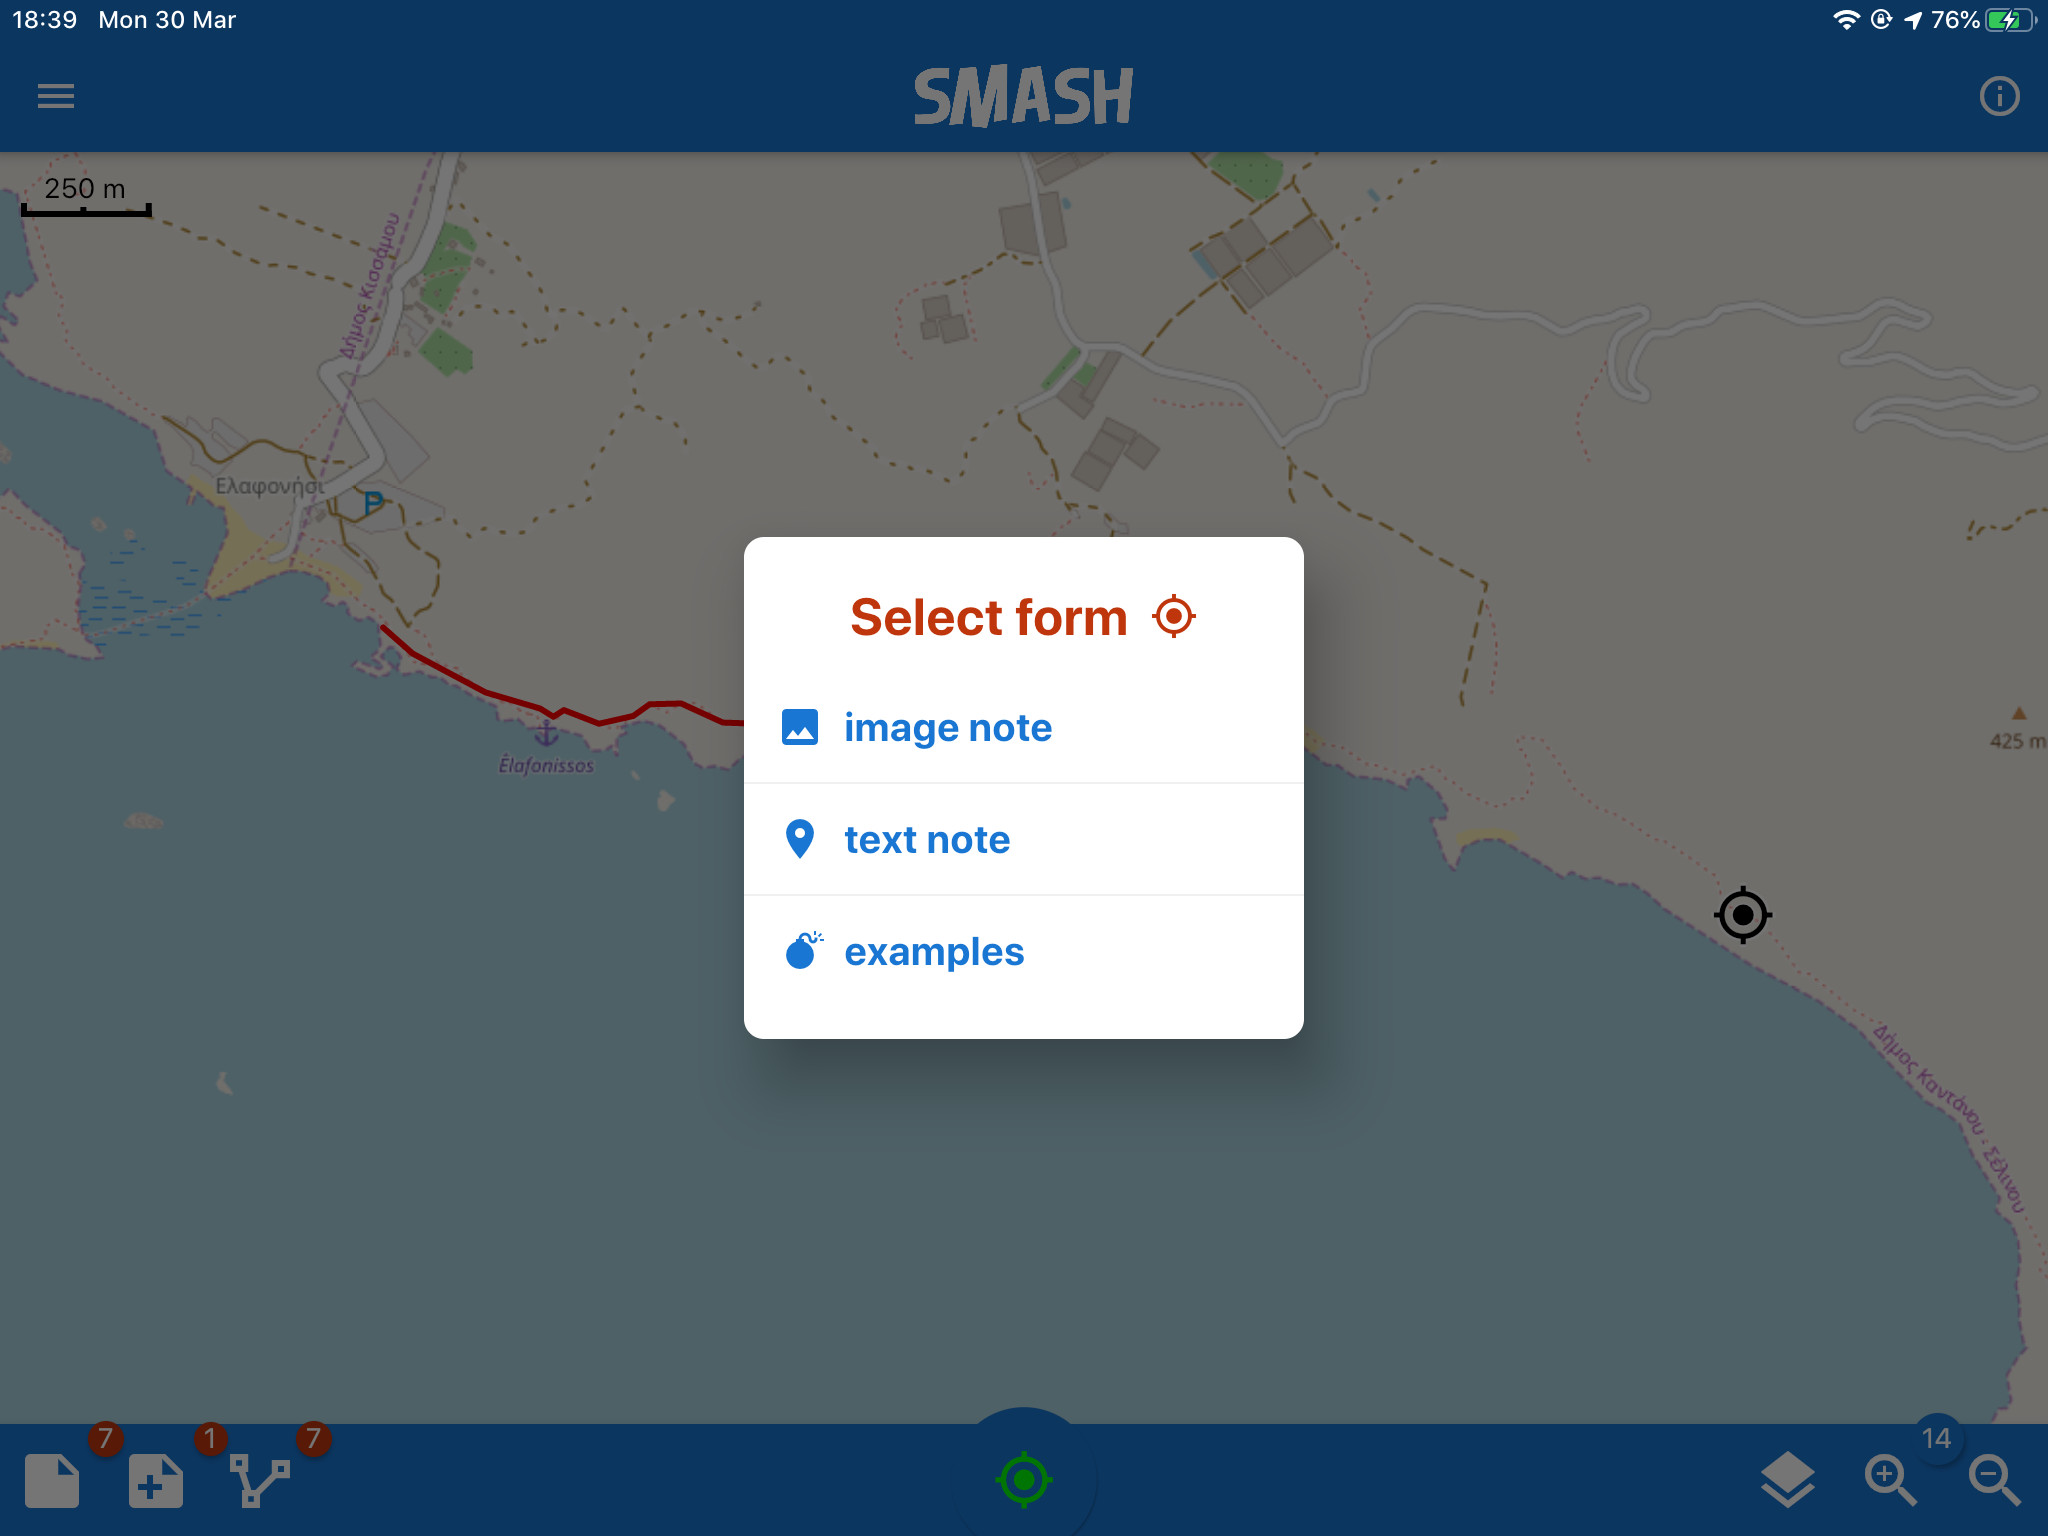 18:39 Mon 30 Mar
76%
SMASH
250 m
Δήμος Κισσάμου
Ελαφονήσι
P
Select form
image note
text note
examples
Elafonissos
425 m
Δήμος Καντάνου - Σέλινου
7
1
7
14